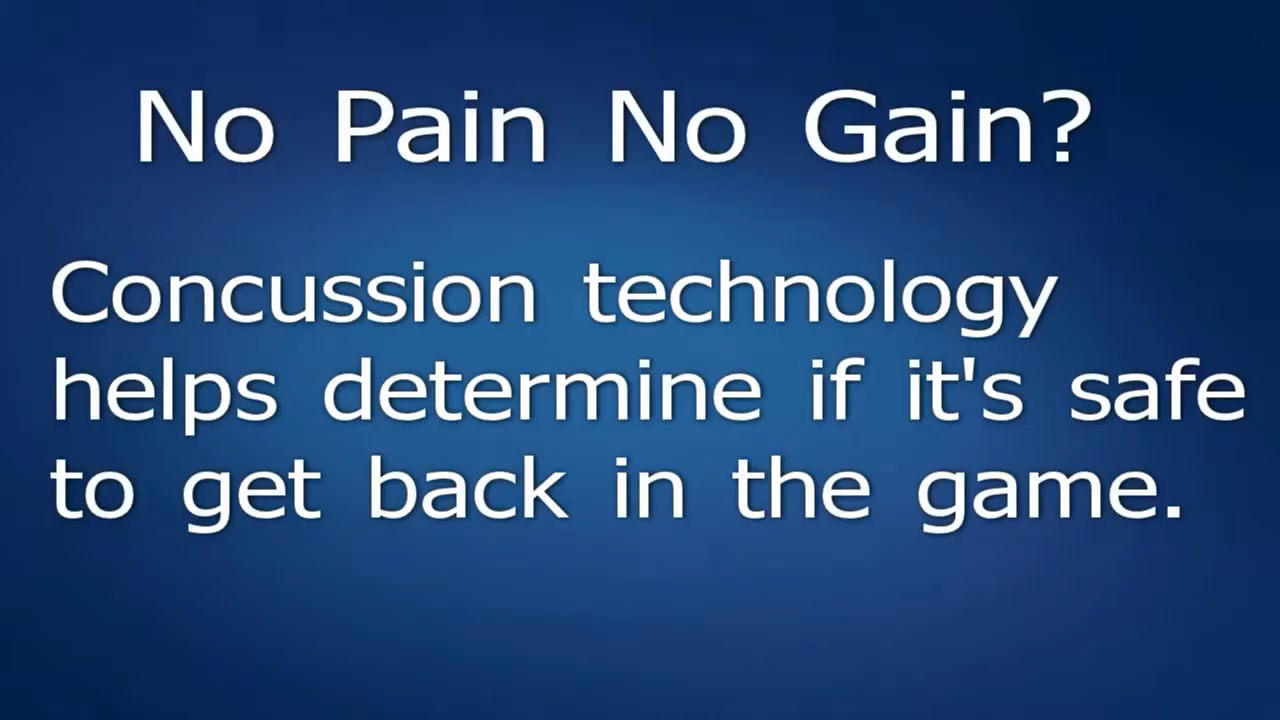 No Pain No Gain?
Concussion technology
helps determine if it's safe
to get back in the game.